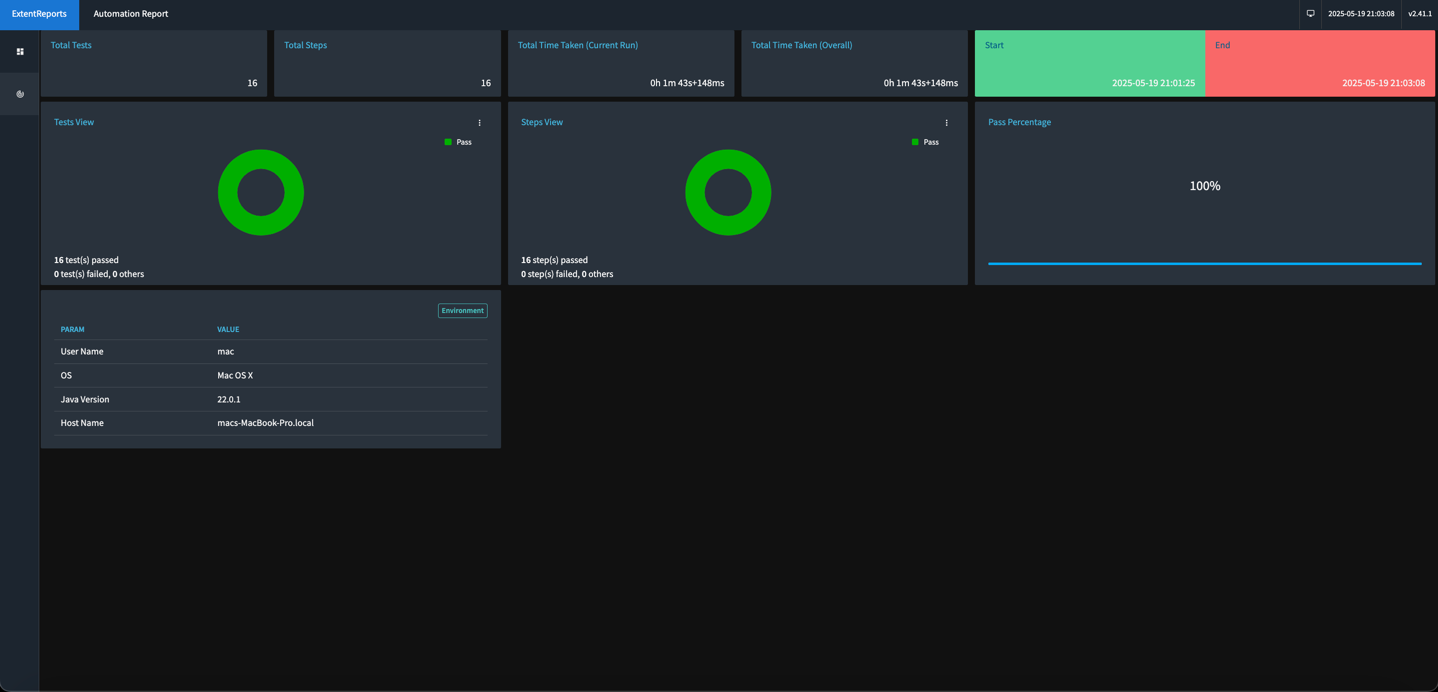 ExtentReports Automation Report 2025-05-19 21:03:08 v2.41.1
Total Tests
16
Total Steps
16
Total Time Taken (Current Run)
0h 1m 43s+148ms
Total Time Taken (Overall)
0h 1m 43s+148ms
Start
2025-05-19 21:01:25
End
2025-05-19 21:03:08
Tests View
Pass
16 test(s) passed
0 test(s) failed, 0 others
Steps View
Pass
16 step(s) passed
0 step(s) failed, 0 others
Pass Percentage
100%
Environment
PARAM VALUE
User Name mac
OS Mac OS X
Java Version 22.0.1
Host Name macs-MacBook-Pro.local